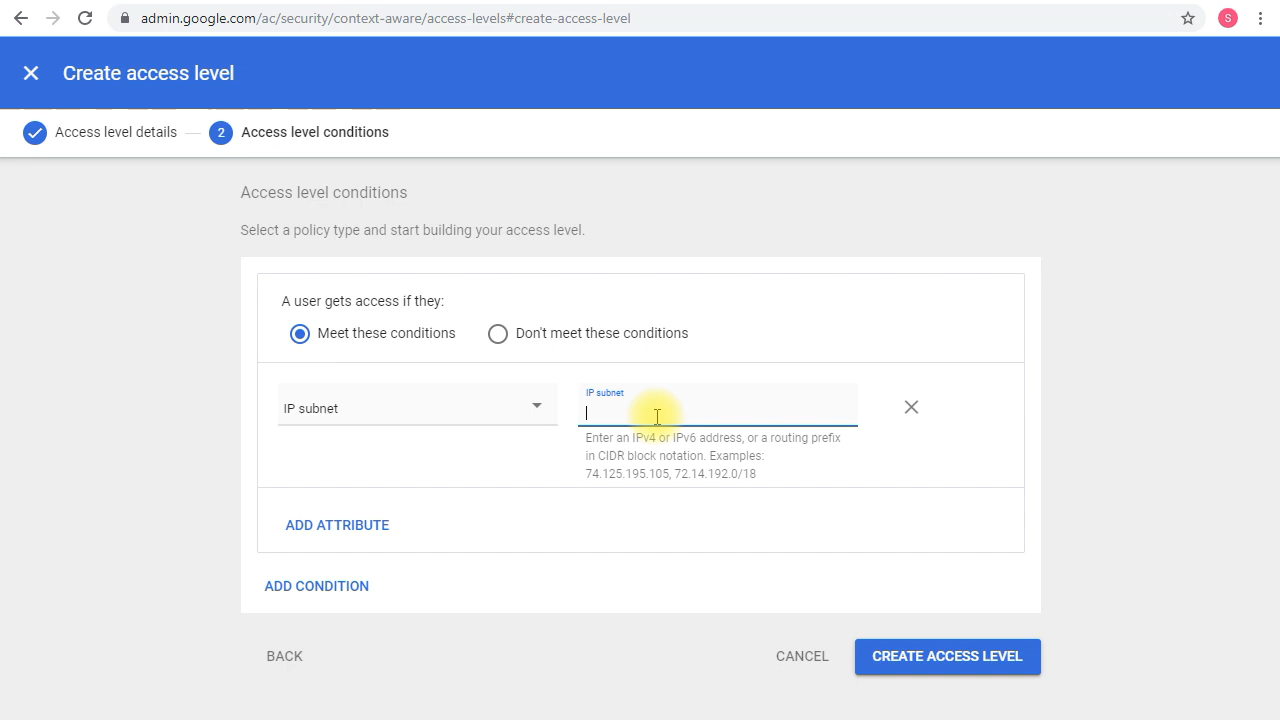 admin.google.com/ac/security/context-aware/access-levels#create-access-level
S
Create access level
Access level details
2 Access level conditions
Access level conditions
Select a policy type and start building your access level.
A user gets access if they:
Meet these conditions
Don't meet these conditions
IP subnet
IP subnet
Enter an IPv4 or IPv6 address, or a routing prefix
in CIDR block notation. Examples:
74.125.195.105, 72.14.192.0/18
ADD ATTRIBUTE
ADD CONDITION
BACK
CANCEL
CREATE ACCESS LEVEL